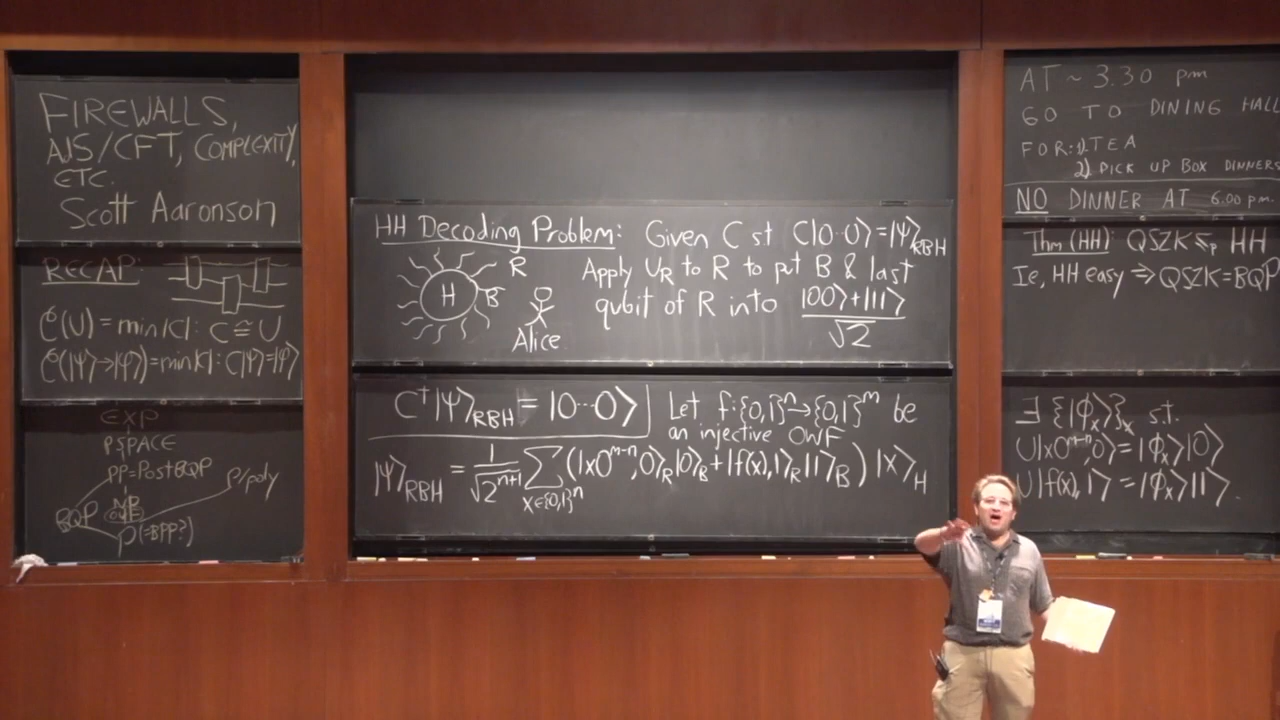 FIREWALLS,
AdS/CFT, COMPLEXITY,
ETC.
Scott Aaronson
RECAP:
C(U) = min|C|: C ≅ U
C(|ψ⟩→|φ⟩) = min|C|: C|ψ⟩=|φ⟩
EXP
PSPACE
PP=PostBQP
P/poly
BQP
NP
P(=BPP?)
HH Decoding Problem: Given C st C|0··0⟩=|Ψ⟩RBH
Apply UR to R to put B & last
qubit of R into |00⟩+|11⟩/√2
R
H
B
Alice
C†|Ψ⟩RBH = |0···0⟩
Let f:{0,1}ⁿ→{0,1}ᵐ be
an injective OWF
|Ψ⟩RBH = 1/√2ⁿ⁺¹ ∑x∈{0,1}ⁿ (|x0ᵐ⁻ⁿ,0⟩R|0⟩B+|f(x),1⟩R|1⟩B) |x⟩H
AT ~ 3.30 pm
GO TO DINING HALL
FOR: 1) TEA
2) PICK UP BOX DINNERS
NO DINNER AT 6.00 pm.
Thm (HH): QSZK ≤p HH
Ie, HH easy ⇒ QSZK=BQP
∃ {|Φx⟩}x st.
U|x0ᵐ⁻ⁿ,0⟩=|Φx⟩|0⟩
U|f(x),1⟩=|Φx⟩|1⟩.